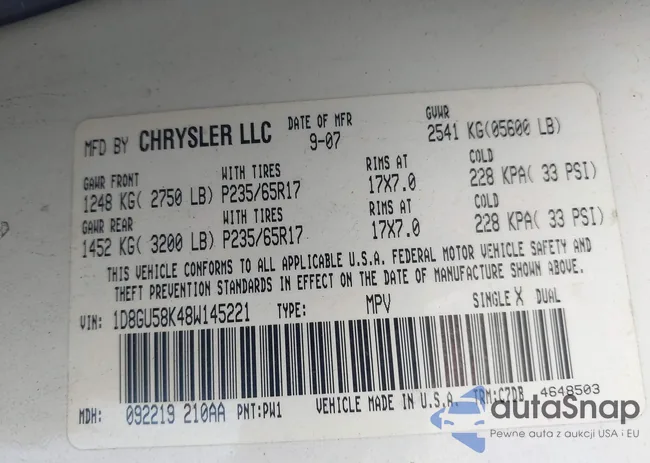 MFD BY CHRYSLER LLC DATE OF MFR 9-07 GVWR 2541 KG(05600 LB)
GAWR FRONT WITH TIRES RIMS AT COLD
1248 KG( 2750 LB) P235/65R17 17X7.0 228 KPA( 33 PSI)
GAWR REAR WITH TIRES RIMS AT COLD
1452 KG( 3200 LB) P235/65R17 17X7.0 228 KPA( 33 PSI)
THIS VEHICLE CONFORMS TO ALL APPLICABLE U.S.A. FEDERAL MOTOR VEHICLE SAFETY AND
THEFT PREVENTION STANDARDS IN EFFECT ON THE DATE OF MANUFACTURE SHOWN ABOVE.
VIN: 1D8GU58K48W145221 TYPE: MPV SINGLE X DUAL
MDH: 092219 210AA PNT:PW1 VEHICLE MADE IN U.S.A. TRM:C7DB 4648503
autaSnap
Pewne auta z aukcji USA i EU